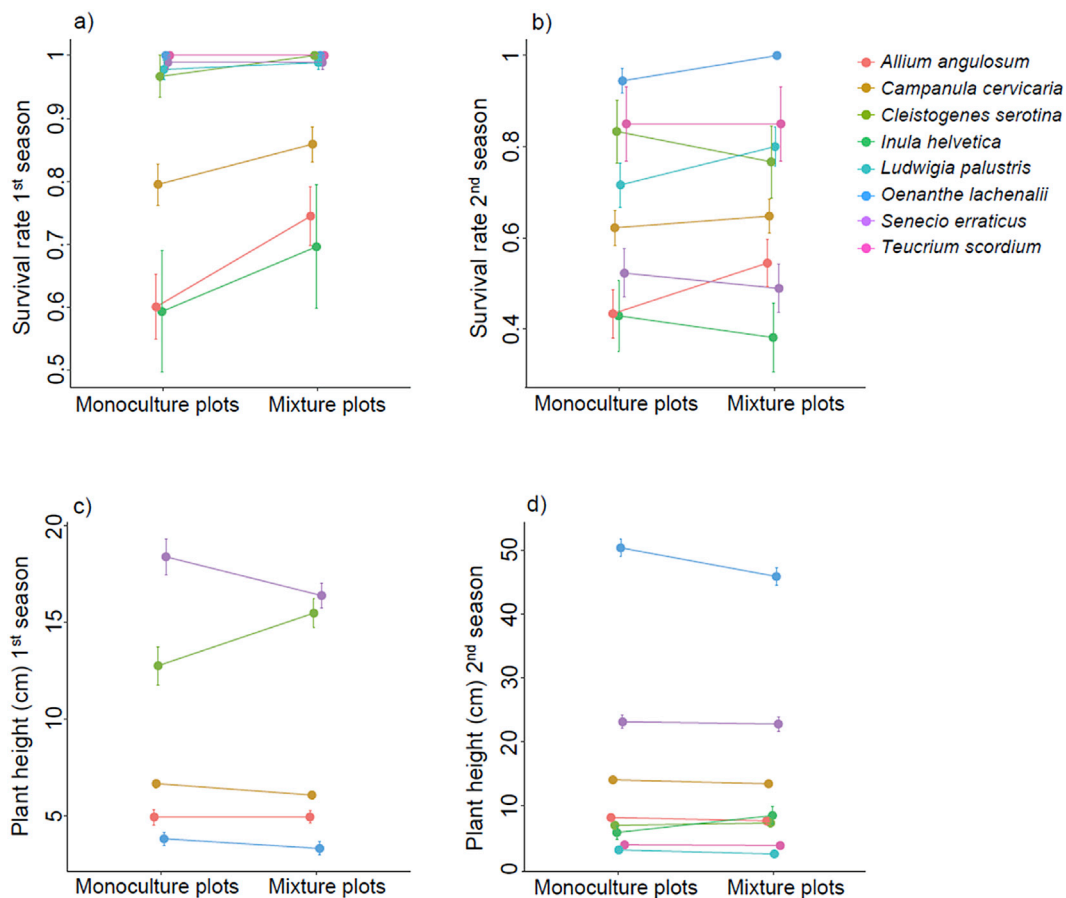 a)
Survival rate 1st season
1
0.9
0.8
0.7
0.6
0.5
Monoculture plots
Mixture plots
b)
Survival rate 2nd season
1
0.8
0.6
0.4
Monoculture plots
Mixture plots
Allium angulosum
Campanula cervicaria
Cleistogenes serotina
Inula helvetica
Ludwigia palustris
Oenanthe lachenalii
Senecio erraticus
Teucrium scordium
c)
Plant height (cm) 1st season
20
15
10
5
Monoculture plots
Mixture plots
d)
Plant height (cm) 2nd season
50
40
30
20
10
0
Monoculture plots
Mixture plots